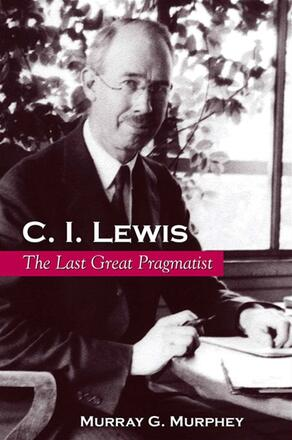 C. I. Lewis
The Last Great Pragmatist
Murray G. Murphey